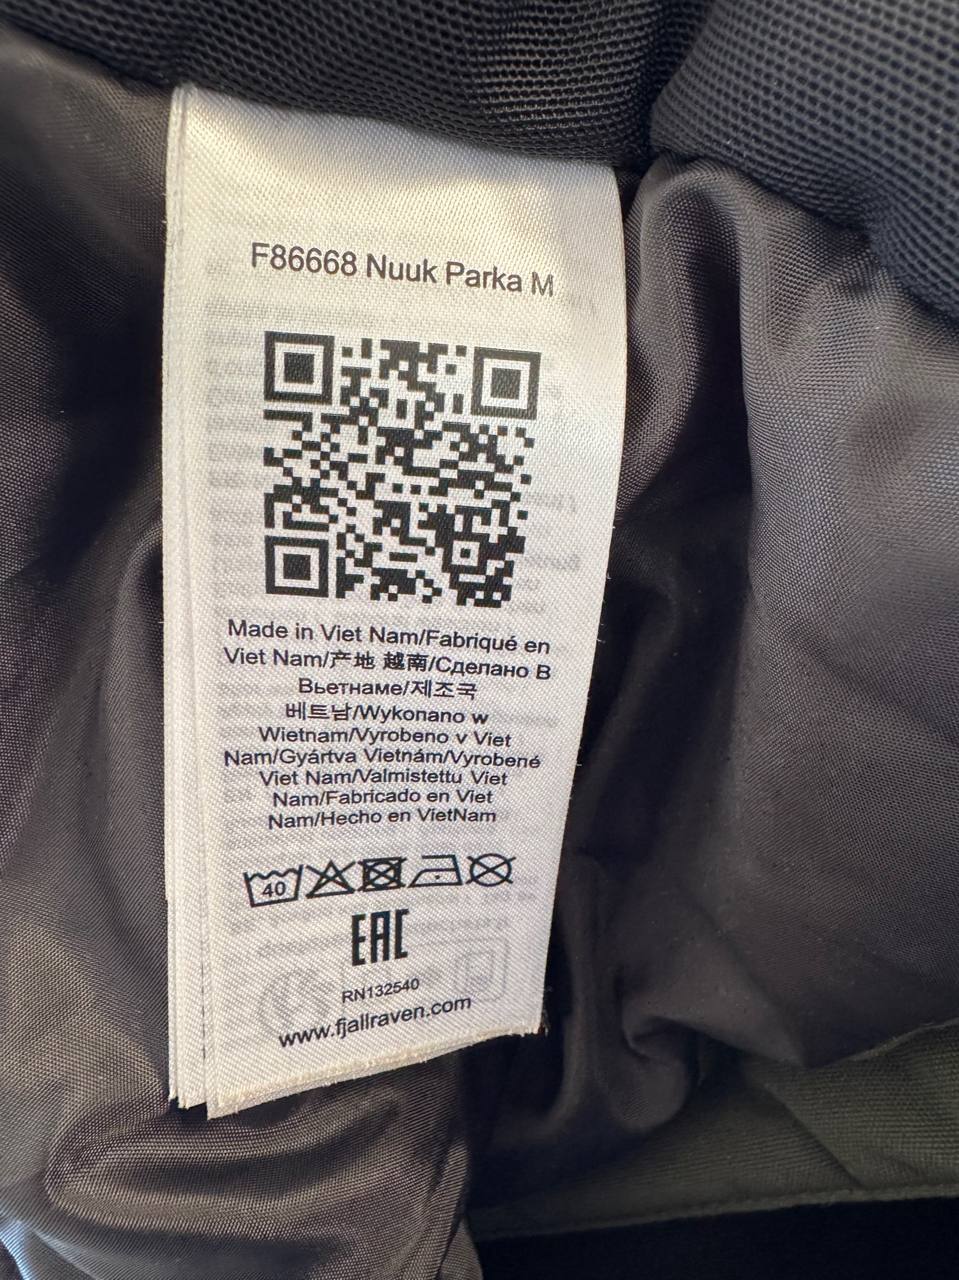 F86668 Nuuk Parka M
Made in Viet Nam/Fabriqué en
Viet Nam/产地 越南/Сделано В
Вьетнаме/제조국
베트남/Wykonano w
Wietnam/Vyrobeno v Viet
Nam/Gyártva Vietnám/Vyrobené
Viet Nam/Valmistettu Viet
Nam/Fabricado en Viet
Nam/Hecho en VietNam
40
EAC
RN132540
www.fjallraven.com